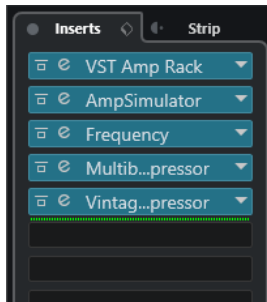 Inserts Strip
VST Amp Rack
AmpSimulator
Frequency
Multib...pressor
Vintag...pressor